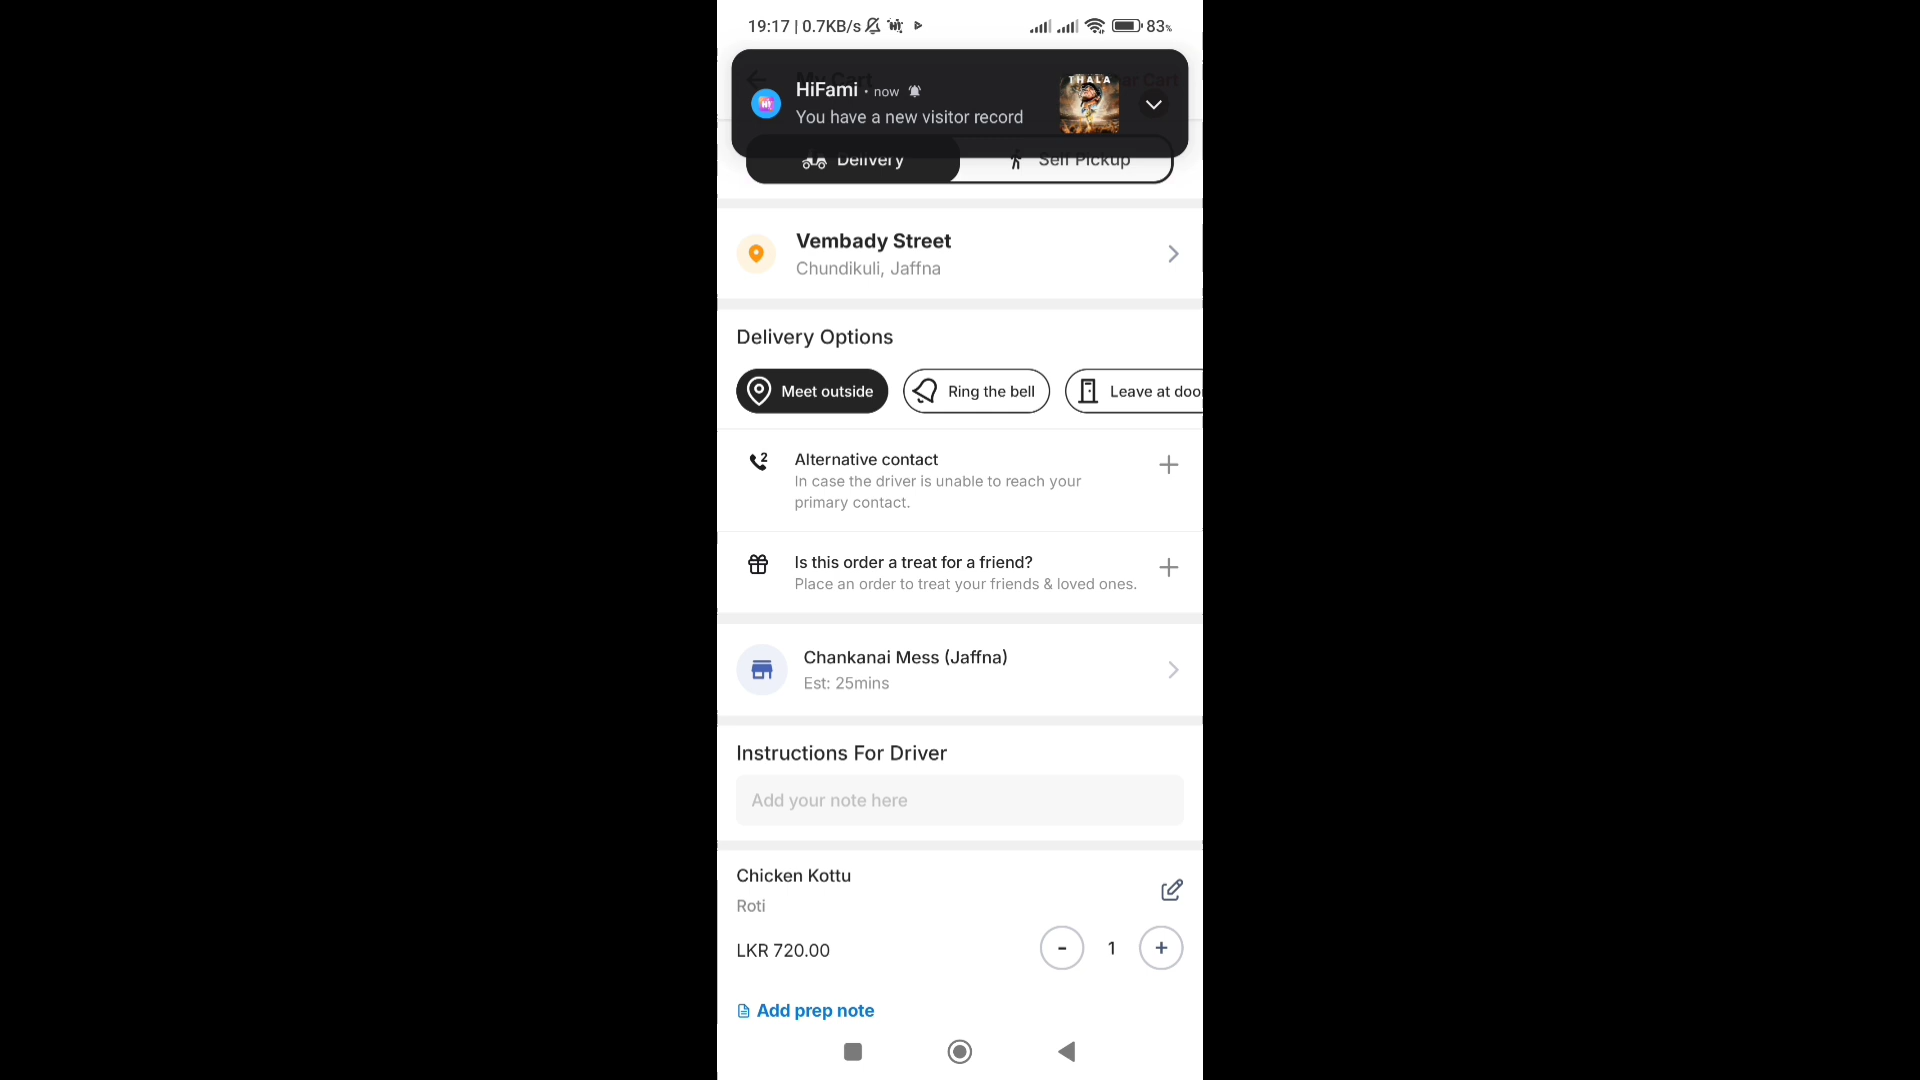 19:17 | 0.7KB/s
83%
My Cart
HiFami · now
You have a new visitor record
THALA
Delivery
Self Pickup
Vembady Street
Chundikuli, Jaffna
Delivery Options
Meet outside
Ring the bell
Leave at doo
2
Alternative contact
In case the driver is unable to reach your
primary contact.
Is this order a treat for a friend?
Place an order to treat your friends & loved ones.
Chankanai Mess (Jaffna)
Est: 25mins
Instructions For Driver
Add your note here
Chicken Kottu
Roti
LKR 720.00
- 1 +
Add prep note